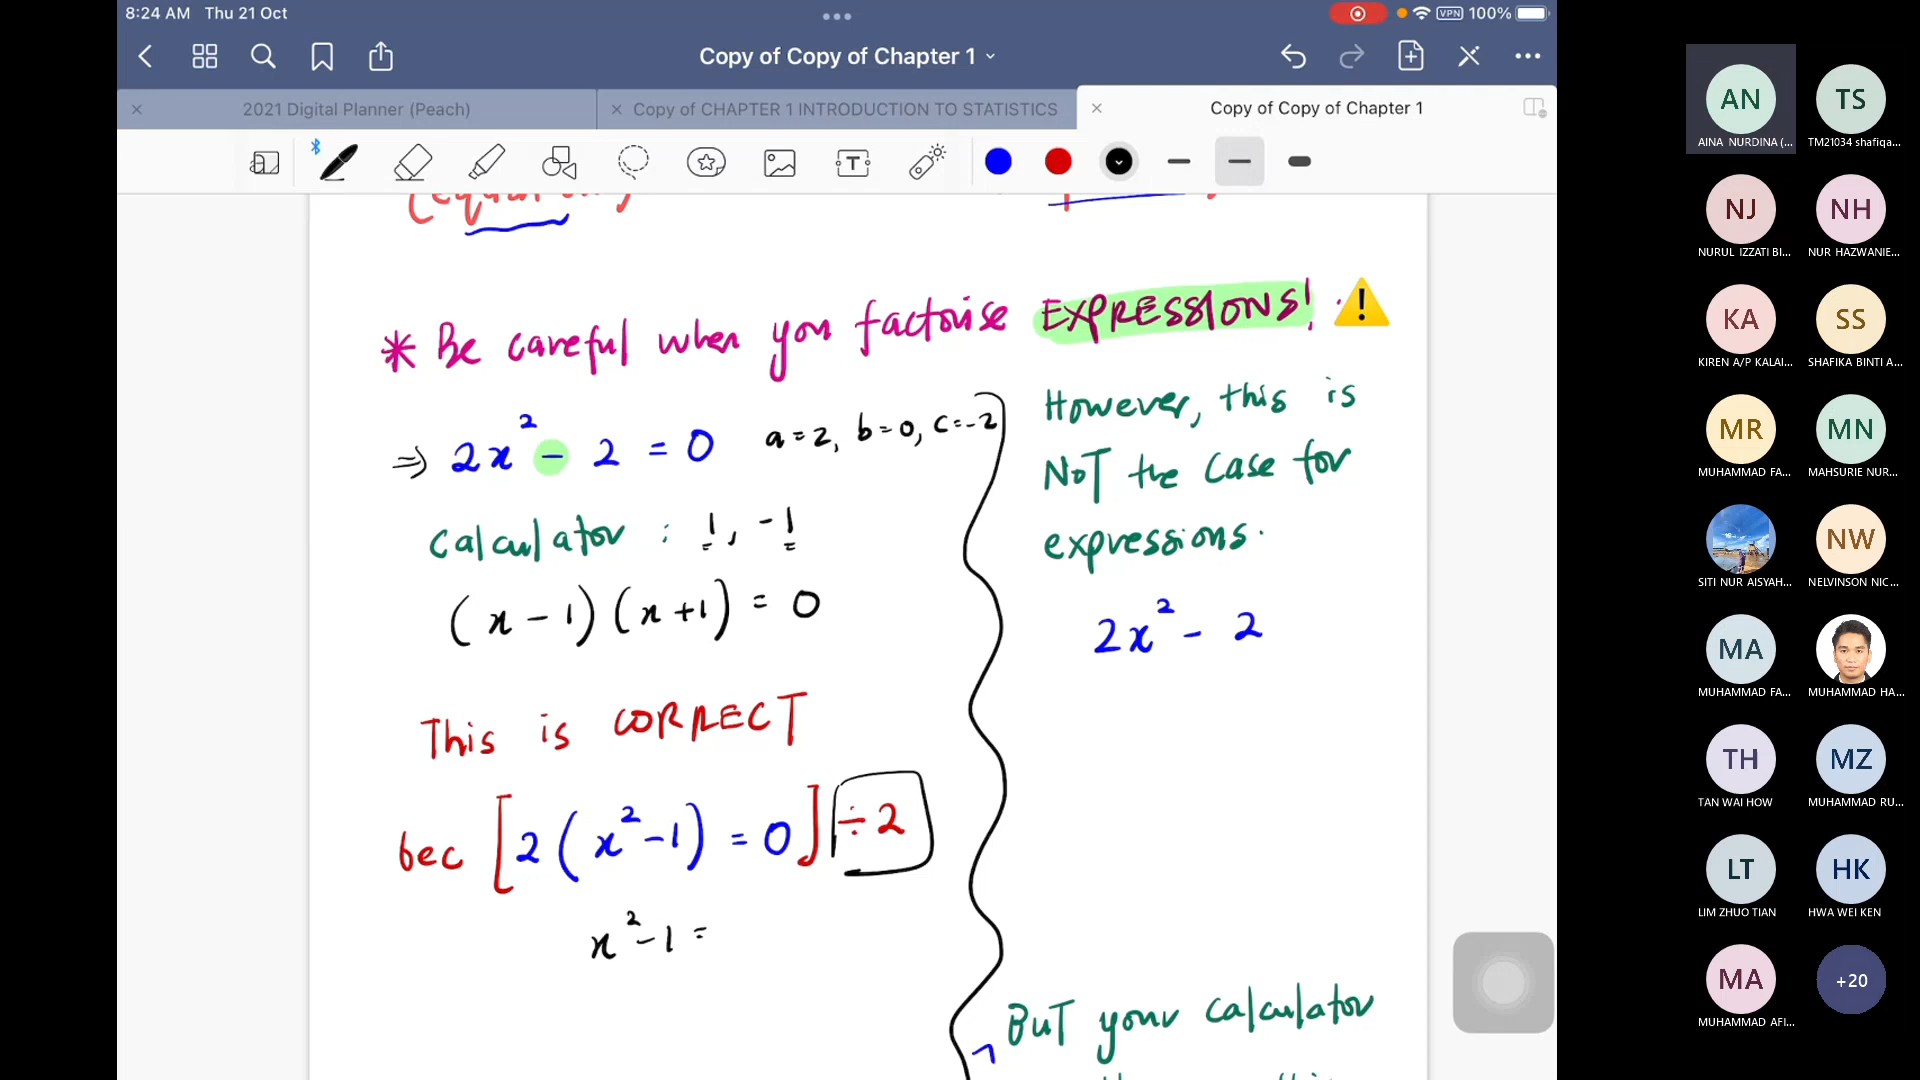 8:24 AM Thu 21 Oct
VPN 100%
Copy of Copy of Chapter 1
2021 Digital Planner (Peach)
Copy of CHAPTER 1 INTRODUCTION TO STATISTICS
Copy of Copy of Chapter 1
* Be careful when you factorise EXPRESSIONS! ⚠
⇒ 2x² - 2 = 0 a = 2, b = 0, c = -2
calculator : 1, -1
(x - 1)(x + 1) = 0
This is CORRECT
bec [2(x² - 1) = 0] ÷ 2
x² - 1 =
However, this is
NOT the case for
expressions.
2x² - 2
BUT your calculator
AN
AINA NURDINA (...
TS
TM21034 shafiqa...
NJ
NURUL IZZATI BI...
NH
NUR HAZWANIE...
KA
KIREN A/P KALAI...
SS
SHAFIKA BINTI A...
MR
MUHAMMAD FA...
MN
MAHSURIE NUR...
SITI NUR AISYAH...
NW
NELVINSON NIC...
MA
MUHAMMAD FA...
MUHAMMAD HA...
TH
TAN WAI HOW
MZ
MUHAMMAD RU...
LT
LIM ZHUO TIAN
HK
HWA WEI KEN
MA
MUHAMMAD AFI...
+20